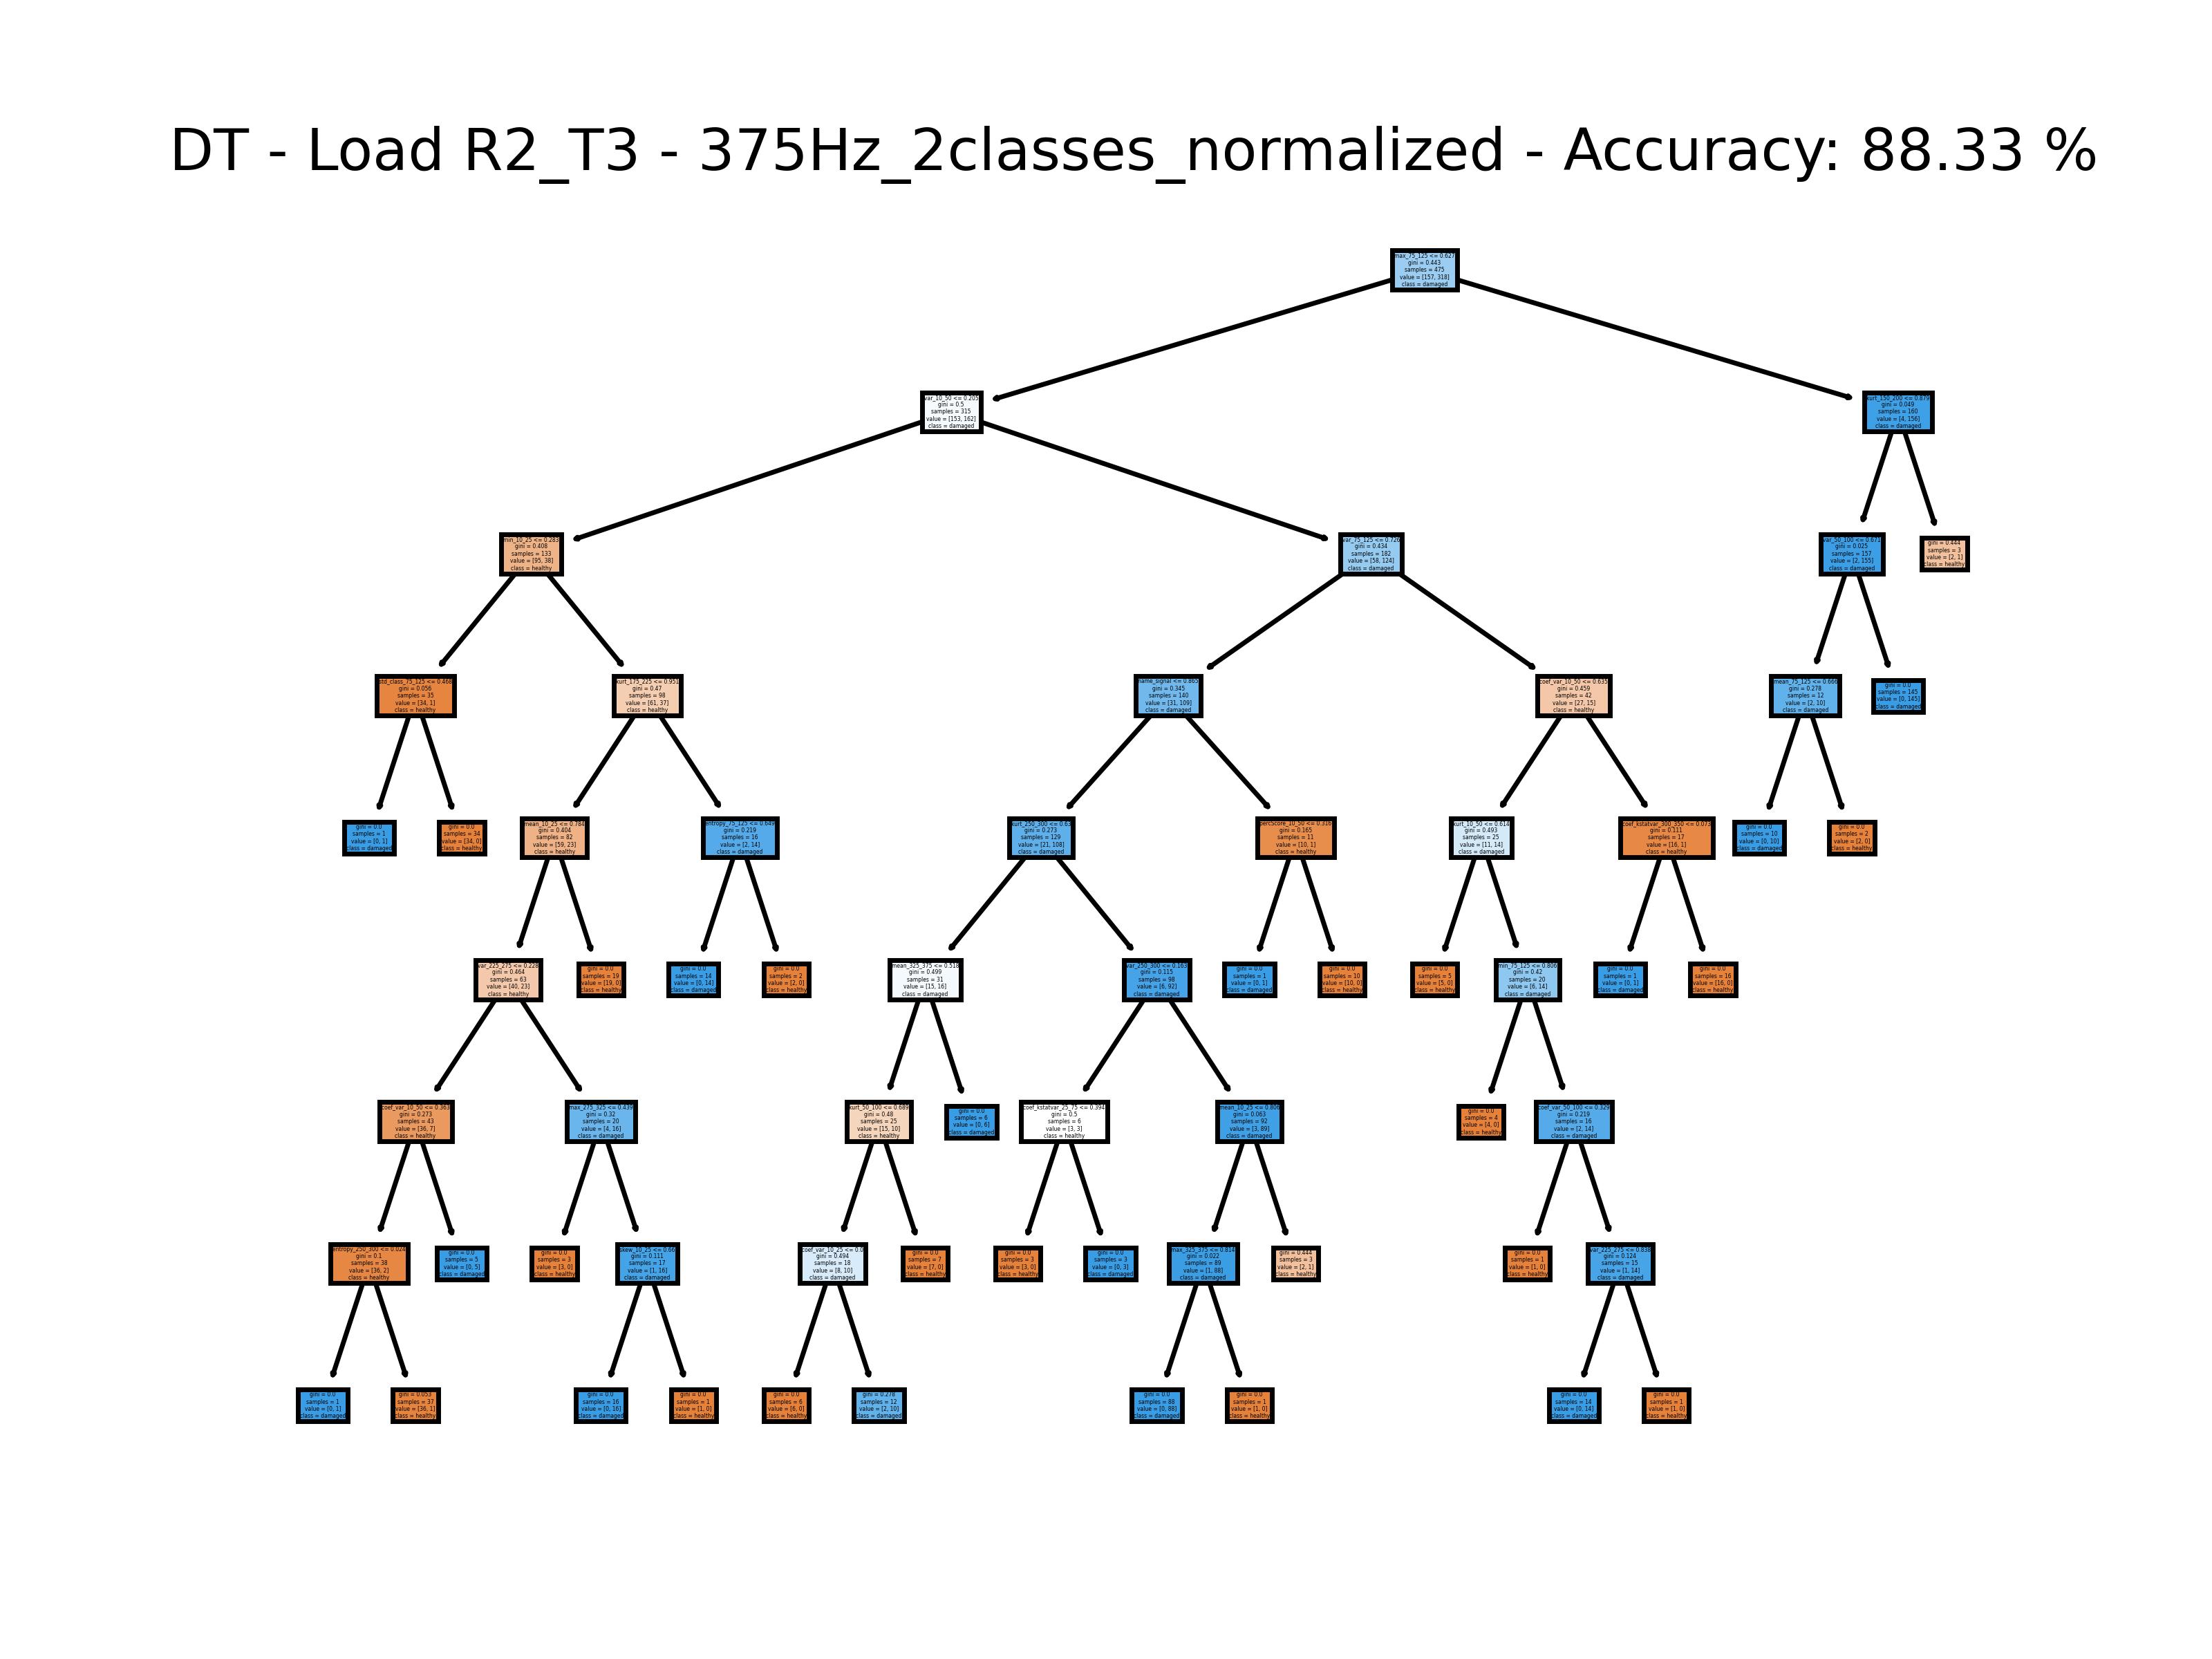 DT - Load R2_T3 - 375Hz_2classes_normalized - Accuracy: 88.33 %
max_75_125 <= 0.627
gini = 0.443
samples = 475
value = [157, 318]
class = damaged
var_10_50 <= 0.205
gini = 0.5
samples = 315
value = [153, 162]
class = damaged
kurt_150_200 <= 0.879
gini = 0.049
samples = 160
value = [4, 156]
class = damaged
min_10_25 <= 0.283
gini = 0.408
samples = 133
value = [95, 38]
class = healthy
var_75_125 <= 0.726
gini = 0.434
samples = 182
value = [58, 124]
class = damaged
var_50_100 <= 0.671
gini = 0.025
samples = 157
value = [2, 155]
class = damaged
gini = 0.444
samples = 3
value = [2, 1]
class = healthy
std_class_75_125 <= 0.468
gini = 0.056
samples = 35
value = [34, 1]
class = healthy
kurt_175_225 <= 0.951
gini = 0.47
samples = 98
value = [61, 37]
class = healthy
name_signal <= 0.865
gini = 0.345
samples = 140
value = [31, 109]
class = damaged
coef_var_10_50 <= 0.635
gini = 0.459
samples = 42
value = [27, 15]
class = healthy
mean_75_125 <= 0.666
gini = 0.278
samples = 12
value = [2, 10]
class = damaged
gini = 0.0
samples = 145
value = [0, 145]
class = damaged
gini = 0.0
samples = 1
value = [0, 1]
class = damaged
gini = 0.0
samples = 34
value = [34, 0]
class = healthy
mean_10_25 <= 0.784
gini = 0.404
samples = 82
value = [59, 23]
class = healthy
entropy_75_125 <= 0.649
gini = 0.219
samples = 16
value = [2, 14]
class = damaged
kurt_250_300 <= 0.63
gini = 0.273
samples = 129
value = [21, 108]
class = damaged
percScore_10_50 <= 0.316
gini = 0.165
samples = 11
value = [10, 1]
class = healthy
kurt_10_50 <= 0.614
gini = 0.493
samples = 25
value = [11, 14]
class = damaged
coef_kstatvar_300_350 <= 0.073
gini = 0.111
samples = 17
value = [16, 1]
class = healthy
gini = 0.0
samples = 10
value = [0, 10]
class = damaged
gini = 0.0
samples = 2
value = [2, 0]
class = healthy
var_225_275 <= 0.228
gini = 0.464
samples = 63
value = [40, 23]
class = healthy
gini = 0.0
samples = 19
value = [19, 0]
class = healthy
gini = 0.0
samples = 14
value = [0, 14]
class = damaged
gini = 0.0
samples = 2
value = [2, 0]
class = healthy
mean_325_375 <= 0.518
gini = 0.499
samples = 31
value = [15, 16]
class = damaged
var_250_300 <= 0.163
gini = 0.115
samples = 98
value = [6, 92]
class = damaged
gini = 0.0
samples = 1
value = [0, 1]
class = damaged
gini = 0.0
samples = 10
value = [10, 0]
class = healthy
gini = 0.0
samples = 5
value = [5, 0]
class = healthy
min_75_125 <= 0.806
gini = 0.42
samples = 20
value = [6, 14]
class = damaged
gini = 0.0
samples = 1
value = [0, 1]
class = damaged
gini = 0.0
samples = 16
value = [16, 0]
class = healthy
coef_var_10_50 <= 0.363
gini = 0.273
samples = 43
value = [36, 7]
class = healthy
max_275_325 <= 0.439
gini = 0.32
samples = 20
value = [4, 16]
class = damaged
kurt_50_100 <= 0.689
gini = 0.48
samples = 25
value = [15, 10]
class = healthy
gini = 0.0
samples = 6
value = [0, 6]
class = damaged
coef_kstatvar_25_75 <= 0.394
gini = 0.5
samples = 6
value = [3, 3]
class = healthy
mean_10_25 <= 0.806
gini = 0.063
samples = 92
value = [3, 89]
class = damaged
gini = 0.0
samples = 4
value = [4, 0]
class = healthy
coef_var_50_100 <= 0.329
gini = 0.219
samples = 16
value = [2, 14]
class = damaged
entropy_250_300 <= 0.024
gini = 0.1
samples = 38
value = [36, 2]
class = healthy
gini = 0.0
samples = 5
value = [0, 5]
class = damaged
gini = 0.0
samples = 3
value = [3, 0]
class = healthy
skew_10_25 <= 0.66
gini = 0.111
samples = 17
value = [1, 16]
class = damaged
coef_var_10_25 <= 0.0
gini = 0.494
samples = 18
value = [8, 10]
class = damaged
gini = 0.0
samples = 7
value = [7, 0]
class = healthy
gini = 0.0
samples = 3
value = [3, 0]
class = healthy
gini = 0.0
samples = 3
value = [0, 3]
class = damaged
max_325_375 <= 0.814
gini = 0.022
samples = 89
value = [1, 88]
class = damaged
gini = 0.444
samples = 3
value = [2, 1]
class = healthy
gini = 0.0
samples = 1
value = [1, 0]
class = healthy
var_225_275 <= 0.838
gini = 0.124
samples = 15
value = [1, 14]
class = damaged
gini = 0.0
samples = 1
value = [0, 1]
class = damaged
gini = 0.053
samples = 37
value = [36, 1]
class = healthy
gini = 0.0
samples = 16
value = [0, 16]
class = damaged
gini = 0.0
samples = 1
value = [1, 0]
class = healthy
gini = 0.0
samples = 6
value = [6, 0]
class = healthy
gini = 0.278
samples = 12
value = [2, 10]
class = damaged
gini = 0.0
samples = 88
value = [0, 88]
class = damaged
gini = 0.0
samples = 1
value = [1, 0]
class = healthy
gini = 0.0
samples = 14
value = [0, 14]
class = damaged
gini = 0.0
samples = 1
value = [1, 0]
class = healthy